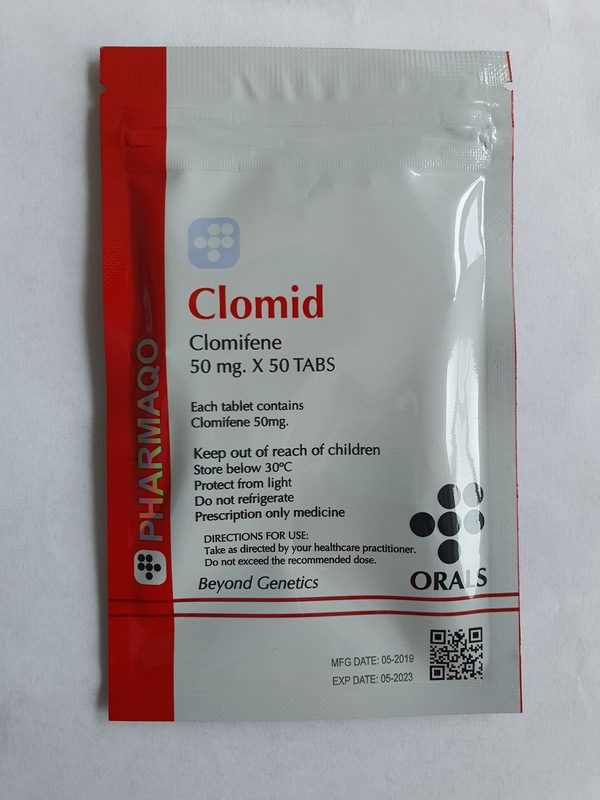 PHARMAQO
Clomid
Clomifene
50 mg. X 50 TABS
Each tablet contains
Clomifene 50mg.
Keep out of reach of children
Store below 30ºC
Protect from light
Do not refrigerate
Prescription only medicine
DIRECTIONS FOR USE:
Take as directed by your healthcare practitioner.
Do not exceed the recommended dose.
Beyond Genetics
ORALS
MFG DATE: 05-2019
EXP DATE: 05-2023